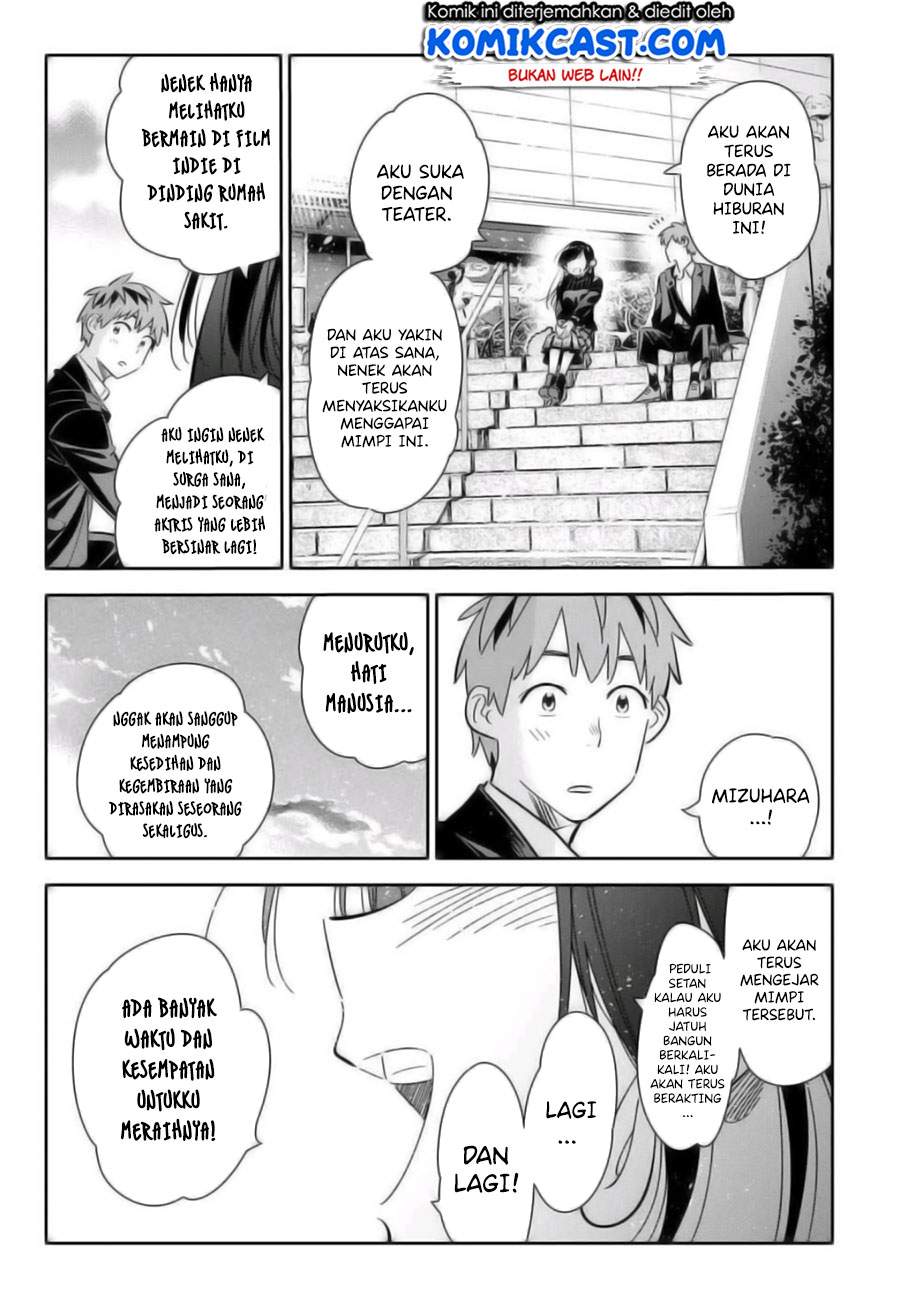 Komik ini diterjemahkan & diedit oleh
KOMIKCAST.COM
BUKAN WEB LAIN!!
AKU AKAN
TERUS
BERADA DI
DUNIA
HIBURAN
INI!
AKU SUKA
DENGAN
TEATER.
DAN AKU YAKIN
DI ATAS SANA,
NENEK AKAN
TERUS
MENYAKSIKANKU
MENGGAPAI
MIMPI INI.
NENEK HANYA
MELIHATKU
BERMAIN DI FILM
INDIE DI
DINDING RUMAH
SAKIT.
AKU INGIN NENEK
MELIHATKU, DI
SURGA SANA,
MENJADI SEORANG
AKTRIS YANG LEBIH
BERSINAR LAGI!
MIZUHARA
...!
MENURUTKU,
HATI
MANUSIA...
NGGAK AKAN SANGGUP
MENAMPUNG
KESEDIHAN DAN
KEGEMBIRAAN YANG
DIRASAKAN SESEORANG
SEKALIGUS.
AKU AKAN
TERUS
MENGEJAR
MIMPI
TERSEBUT.
PEDULI
SETAN
KALAU AKU
HARUS
JATUH
BANGUN
BERKALI-
KALI! AKU
AKAN TERUS
BERAKTING
...
LAGI
...
DAN
LAGI!
ADA BANYAK
WAKTU DAN
KESEMPATAN
UNTUKKU
MERAIHNYA!